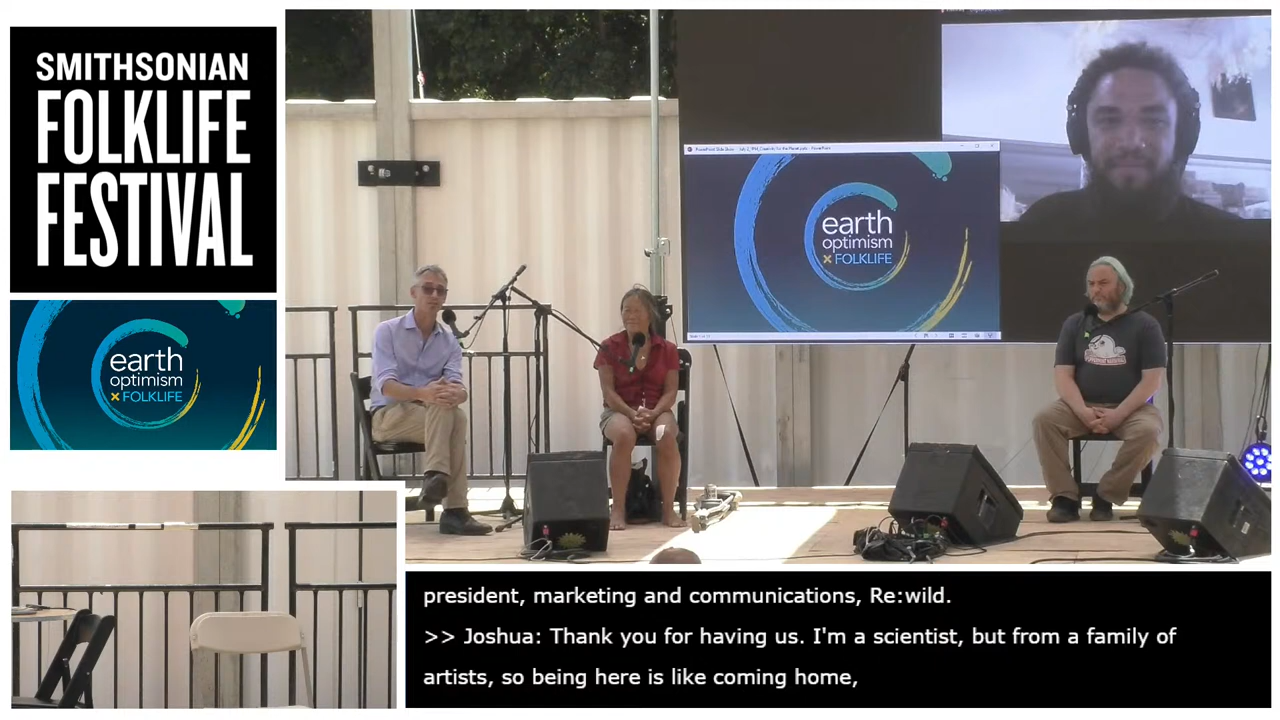 SMITHSONIAN
FOLKLIFE
FESTIVAL
earth
optimism
× FOLKLIFE
earth
optimism
× FOLKLIFE
president, marketing and communications, Re:wild.
>> Joshua: Thank you for having us. I'm a scientist, but from a family of
artists, so being here is like coming home,